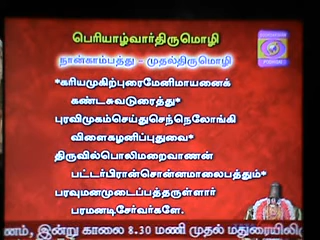 பெரியாழ்வார்திருமொழி
நான்காம்பத்து – முதல்திருமொழி
*கரியமுகிற்புரைமேனிமாயனைக்
கண்டசுவடுரைத்து*
புரவிமுகம்செய்துசெந்நெலோங்கி
விளைகழனிப்புதுவை*
திருவில்பொலிமறைவாணன்
பட்டர்பிரான்சொன்னமாலைபத்தும்*
பரவுமனமுடைப்பத்தருள்ளார்
பரமனடிசேர்வர்களே.
ணம், இன்று காலை 8.30 மணி முதல் மதுரையிலி